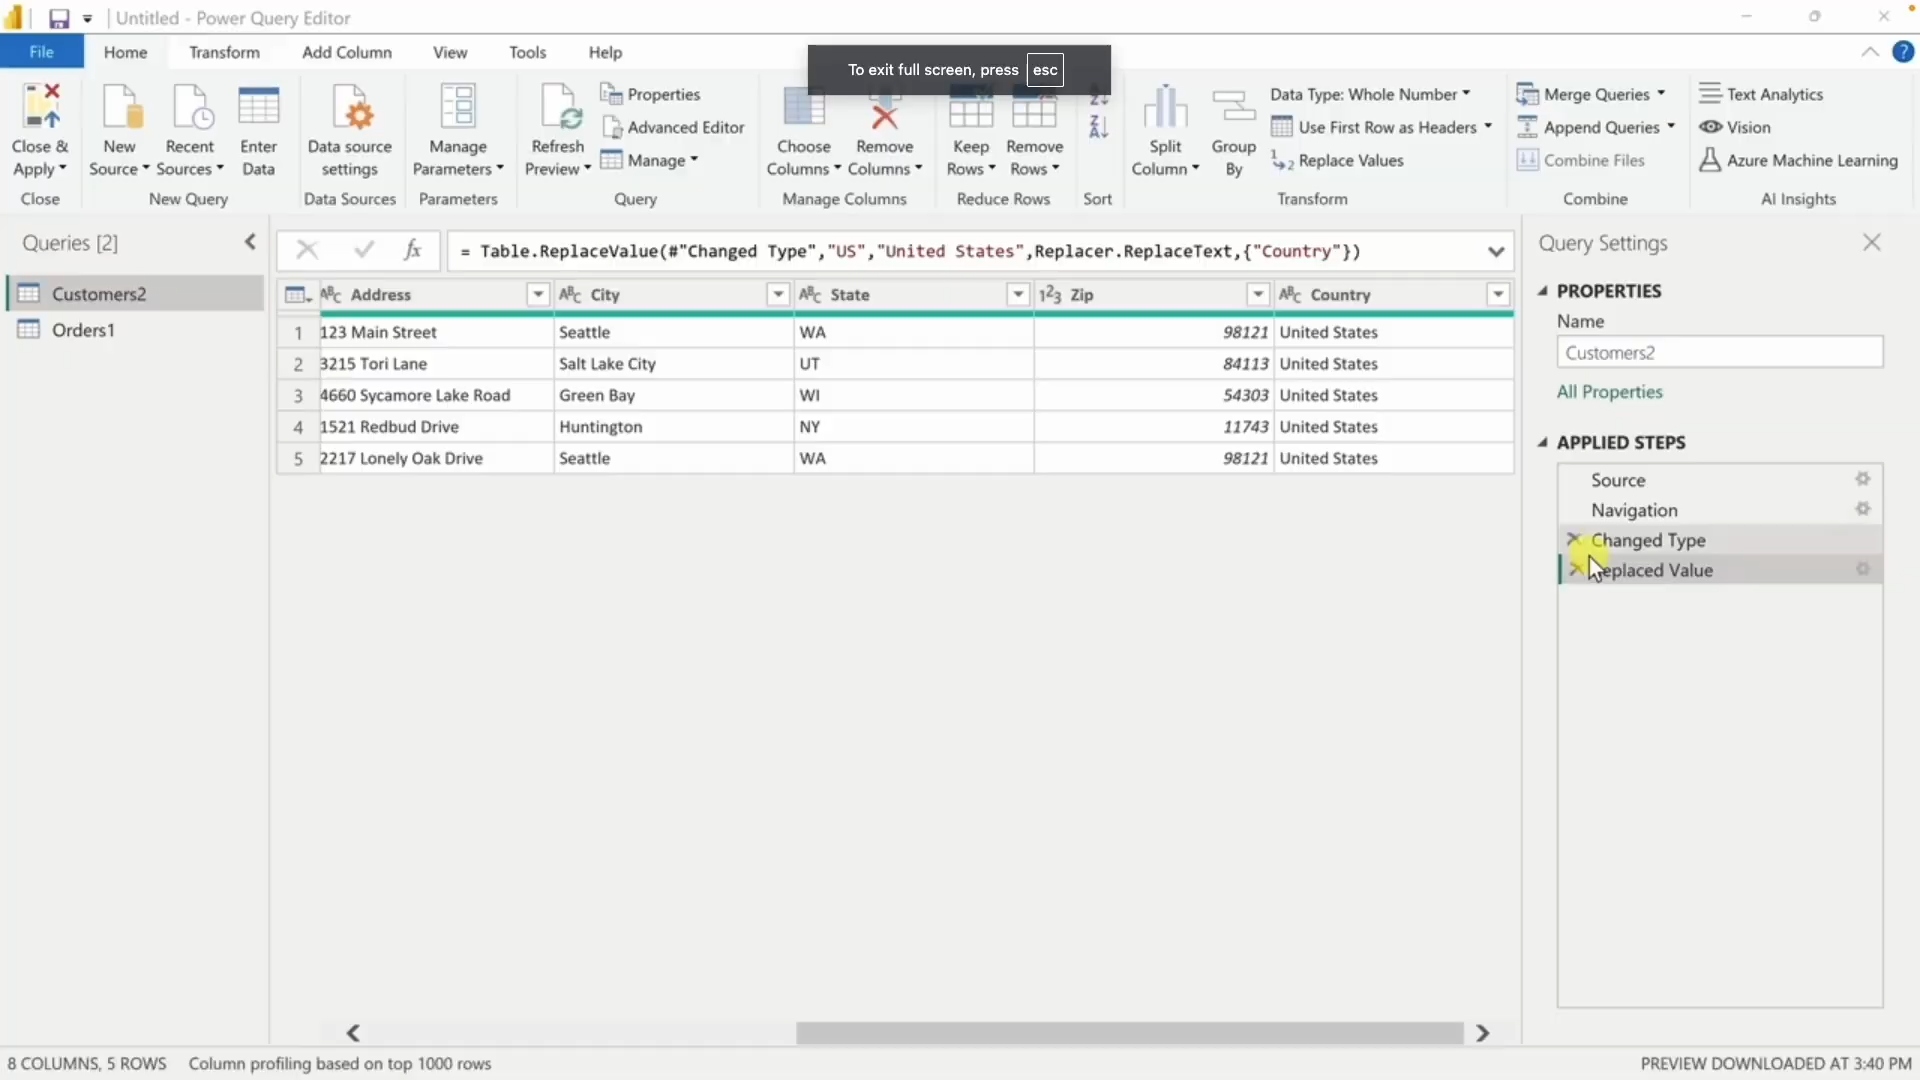 Untitled - Power Query Editor
File Home Transform Add Column View Tools Help
To exit full screen, press esc
Close & Apply
Close
New Source
Recent Sources
Enter Data
New Query
Data source settings
Data Sources
Manage Parameters
Parameters
Refresh Preview
Properties
Advanced Editor
Manage
Query
Choose Columns
Remove Columns
Manage Columns
Keep Rows
Remove Rows
Reduce Rows
Sort
Split Column
Group By
Data Type: Whole Number
Use First Row as Headers
Replace Values
Transform
Merge Queries
Append Queries
Combine Files
Combine
Text Analytics
Vision
Azure Machine Learning
AI Insights
Queries [2]
Customers2
Orders1
fx = Table.ReplaceValue(#"Changed Type","US","United States",Replacer.ReplaceText,{"Country"})
ABC Address ABC City ABC State 123 Zip ABC Country
1 123 Main Street Seattle WA 98121 United States
2 3215 Tori Lane Salt Lake City UT 84113 United States
3 4660 Sycamore Lake Road Green Bay WI 54303 United States
4 1521 Redbud Drive Huntington NY 11743 United States
5 2217 Lonely Oak Drive Seattle WA 98121 United States
Query Settings
PROPERTIES
Name
Customers2
All Properties
APPLIED STEPS
Source
Navigation
Changed Type
Replaced Value
8 COLUMNS, 5 ROWS Column profiling based on top 1000 rows
PREVIEW DOWNLOADED AT 3:40 PM